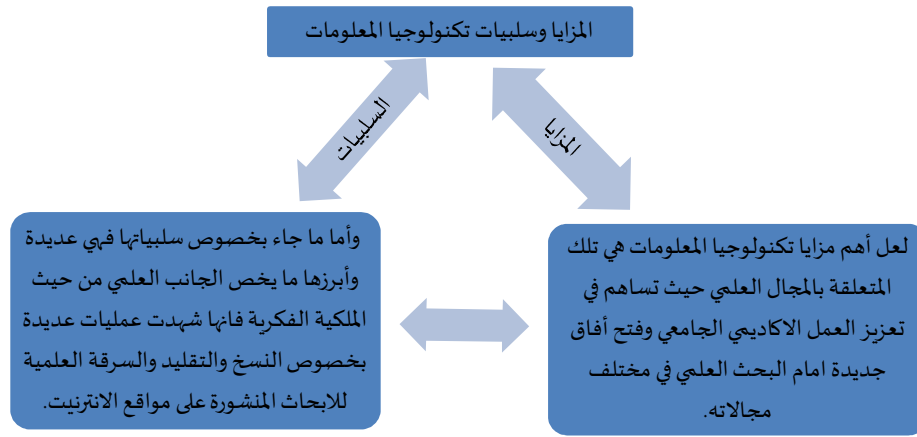 المزايا وسلبيات تكنولوجيا المعلومات
المزايا
السلبيات
لعل أهم مزايا تكنولوجيا المعلومات هي تلك
المتعلقة بالمجال العلمي حيث تساهم في
تعزيز العمل الاكاديمي الجامعي وفتح أفاق
جديدة امام البحث العلمي في مختلف
مجالاته.
وأما ما جاء بخصوص سلبياتها فهي عديدة
وأبرزها ما يخص الجانب العلمي من حيث
الملكية الفكرية فانها شهدت عمليات عديدة
بخصوص النسخ والتقليد والسرقة العلمية
للابحاث المنشورة على مواقع الانترنيت.